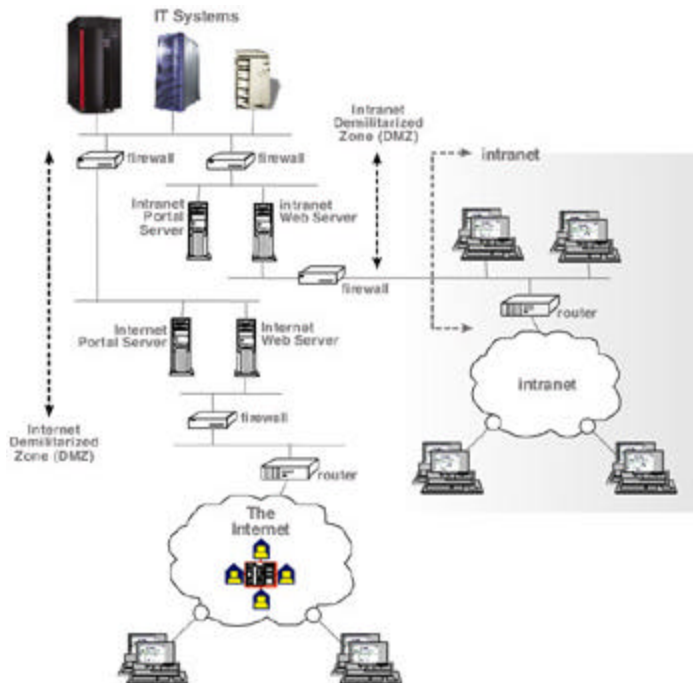 IT Systems
Intranet
Demilitarized
Zone (DMZ)
intranet
firewall
firewall
Intranet
Portal
Server
intranet
Web Server
firewall
router
Internet
Portal Server
Internet
Web Server
intranet
firewall
Internet
Demilitarized
Zone (DMZ)
router
The
Internet